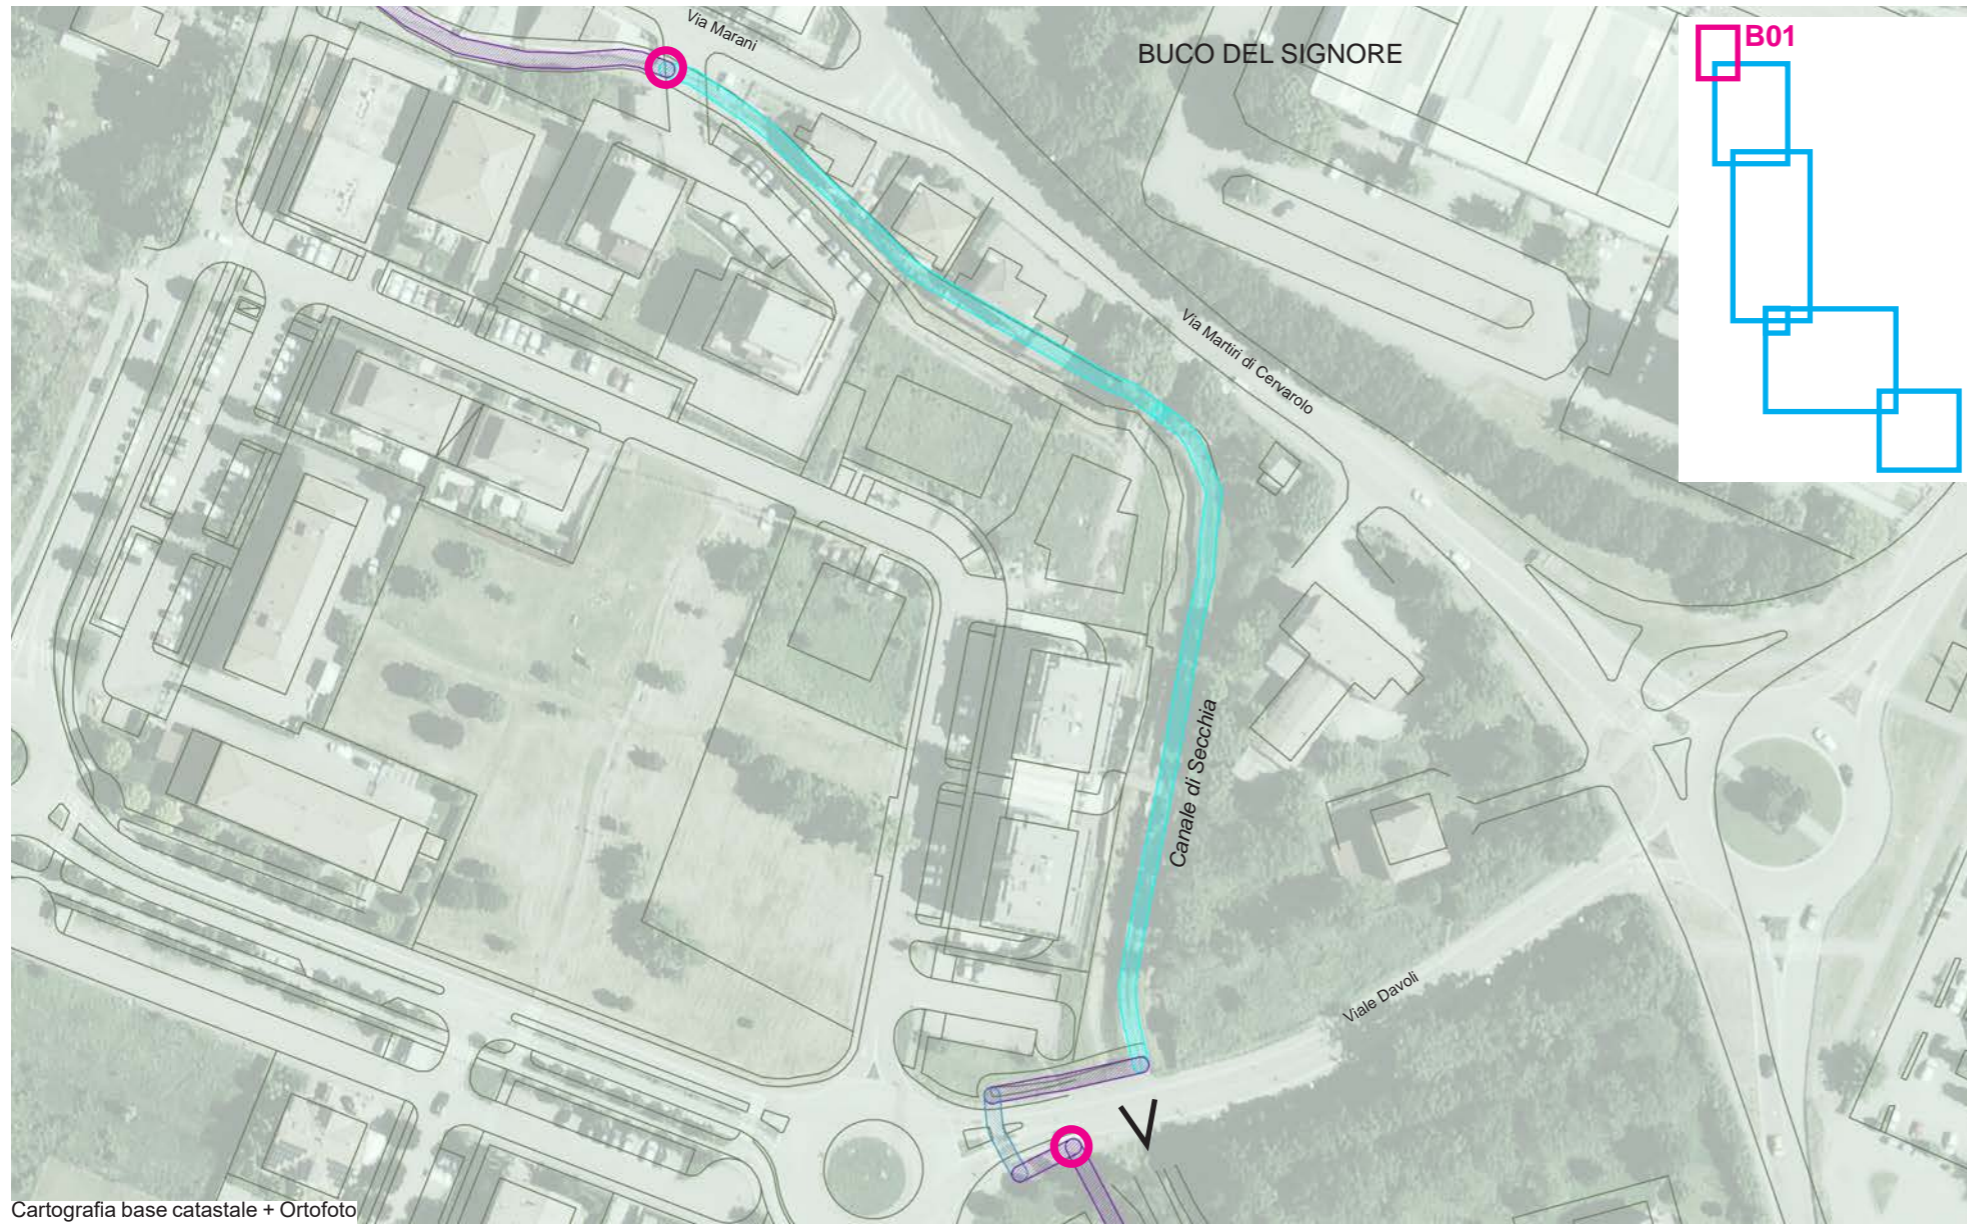 Via Marani
BUCO DEL SIGNORE
B01
Via Martiri di Cervarolo
Canale di Secchia
Viale Davoli
Cartografia base catastale + Ortofoto